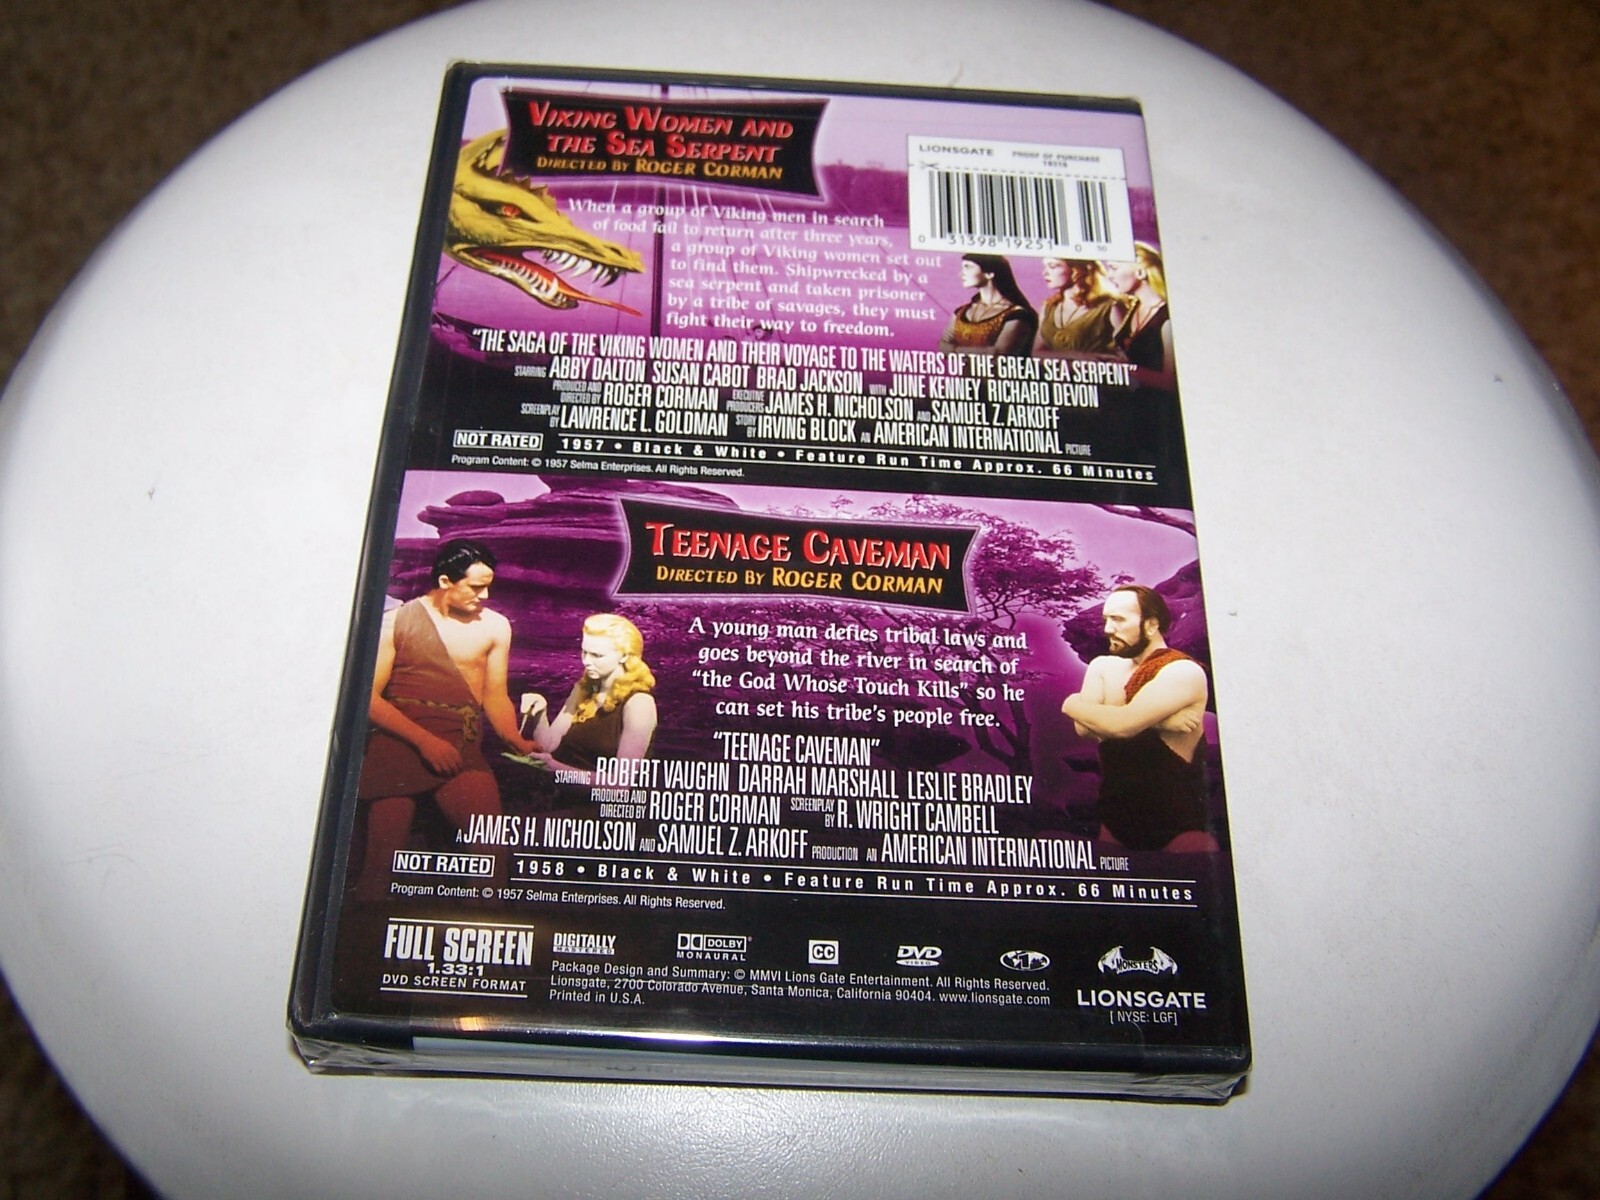 VIKING WOMEN AND
THE SEA SERPENT
DIRECTED BY ROGER CORMAN
LIONSGATE PROOF OF PURCHASE
0 31398 19251 0 50
When a group of Viking men in search
of food fail to return after three years,
a group of Viking women set out
to find them. Shipwrecked by a
sea serpent and taken prisoner
by a tribe of savages, they must
fight their way to freedom.
"THE SAGA OF THE VIKING WOMEN AND THEIR VOYAGE TO THE WATERS OF THE GREAT SEA SERPENT"
STARRING ABBY DALTON SUSAN CABOT BRAD JACKSON WITH JUNE KENNEY RICHARD DEVON
PRODUCED AND DIRECTED BY ROGER CORMAN EXECUTIVE PRODUCERS JAMES H. NICHOLSON AND SAMUEL Z. ARKOFF
SCREENPLAY BY LAWRENCE L. GOLDMAN STORY BY IRVING BLOCK AN AMERICAN INTERNATIONAL PICTURE
NOT RATED 1957 • Black & White • Feature Run Time Approx. 66 Minutes
Program Content: © 1957 Selma Enterprises. All Rights Reserved.
TEENAGE CAVEMAN
DIRECTED BY ROGER CORMAN
A young man defies tribal laws and
goes beyond the river in search of
"the God Whose Touch Kills" so he
can set his tribe's people free.
"TEENAGE CAVEMAN"
STARRING ROBERT VAUGHN DARRAH MARSHALL LESLIE BRADLEY
PRODUCED AND DIRECTED BY ROGER CORMAN SCREENPLAY BY R. WRIGHT CAMBELL
A JAMES H. NICHOLSON AND SAMUEL Z. ARKOFF PRODUCTION AN AMERICAN INTERNATIONAL PICTURE
NOT RATED 1958 • Black & White • Feature Run Time Approx. 66 Minutes
Program Content: © 1957 Selma Enterprises. All Rights Reserved.
FULL SCREEN
1.33:1
DVD SCREEN FORMAT
DIGITALLY
MASTERED
DOLBY
MONAURAL
CC
DVD
VIDEO
1
MONSTERS
Package Design and Summary: © MMVI Lions Gate Entertainment. All Rights Reserved.
Lionsgate, 2700 Colorado Avenue, Santa Monica, California 90404. www.lionsgate.com
Printed in U.S.A.
LIONSGATE
[ NYSE: LGF]